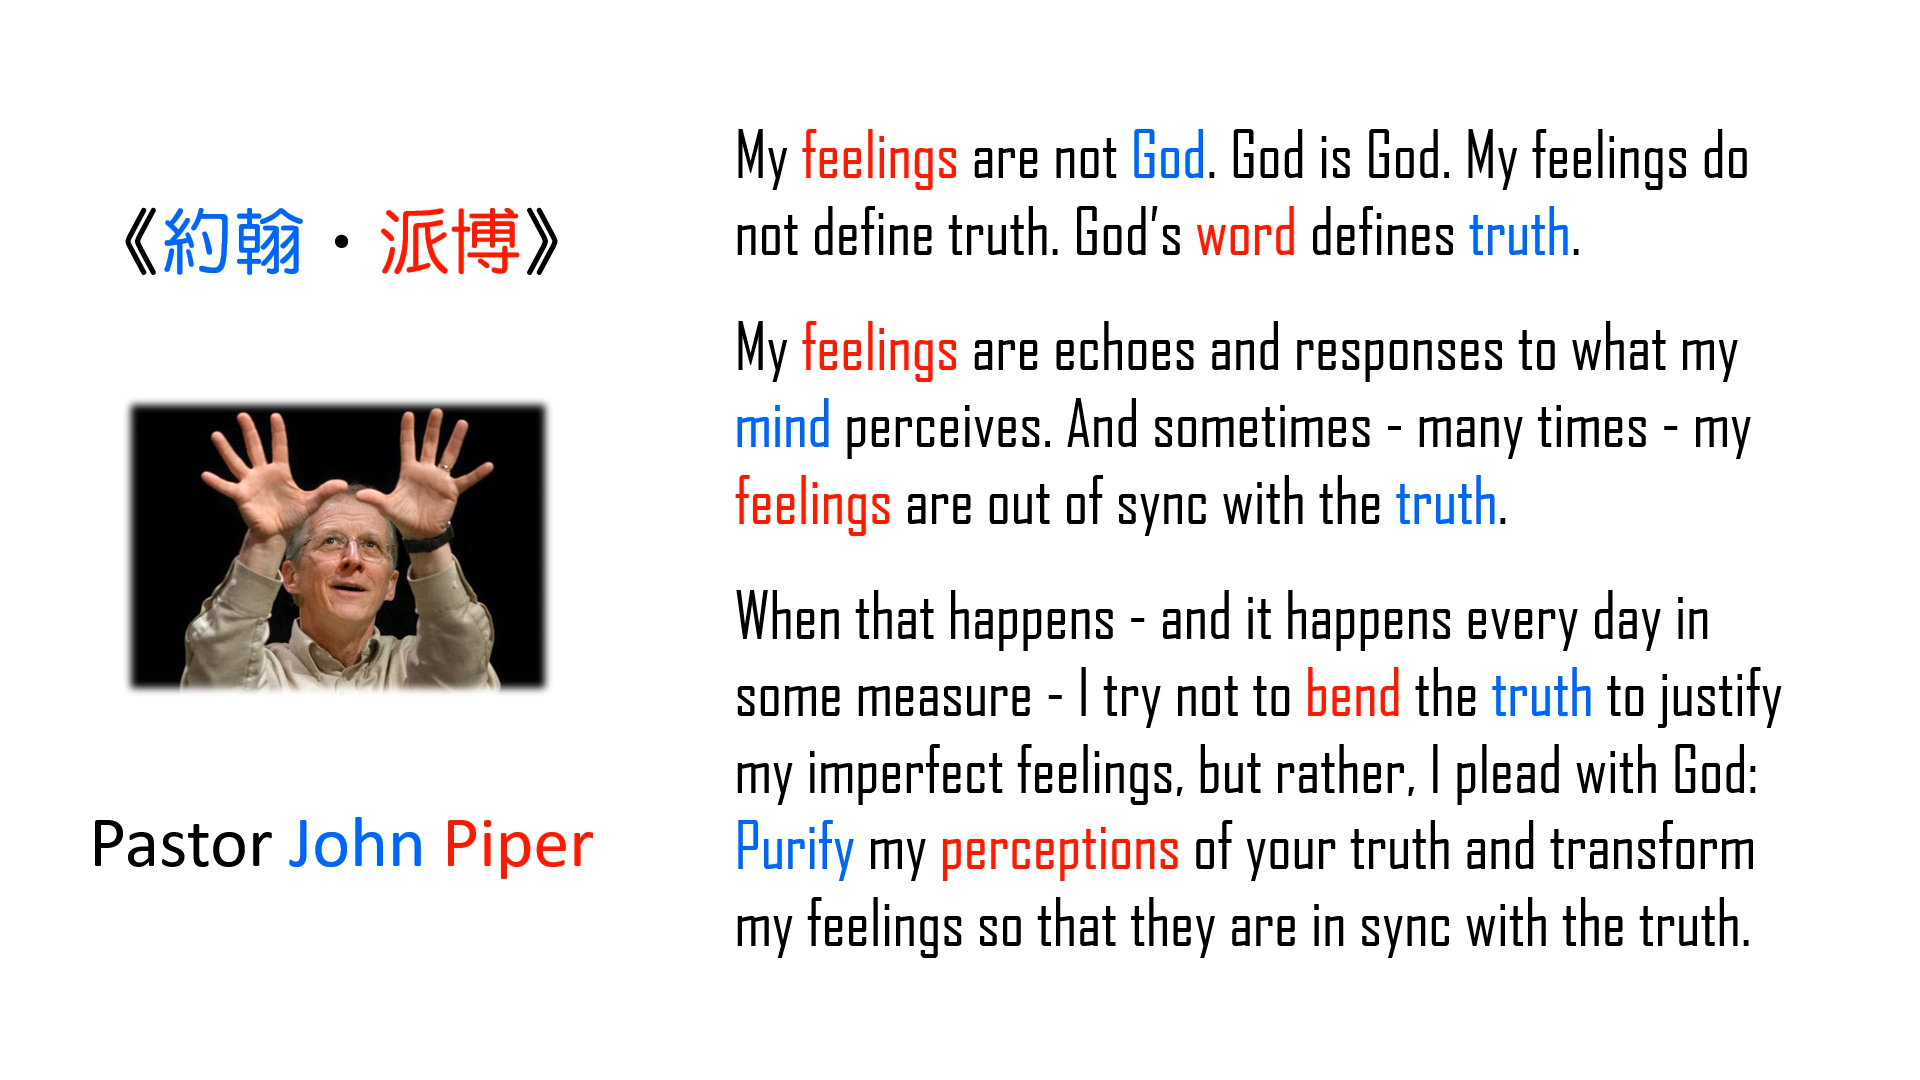 《約翰・派博》
Pastor John Piper
My feelings are not God. God is God. My feelings do
not define truth. God’s word defines truth.
My feelings are echoes and responses to what my
mind perceives. And sometimes - many times - my
feelings are out of sync with the truth.
When that happens - and it happens every day in
some measure - I try not to bend the truth to justify
my imperfect feelings, but rather, I plead with God:
Purify my perceptions of your truth and transform
my feelings so that they are in sync with the truth.